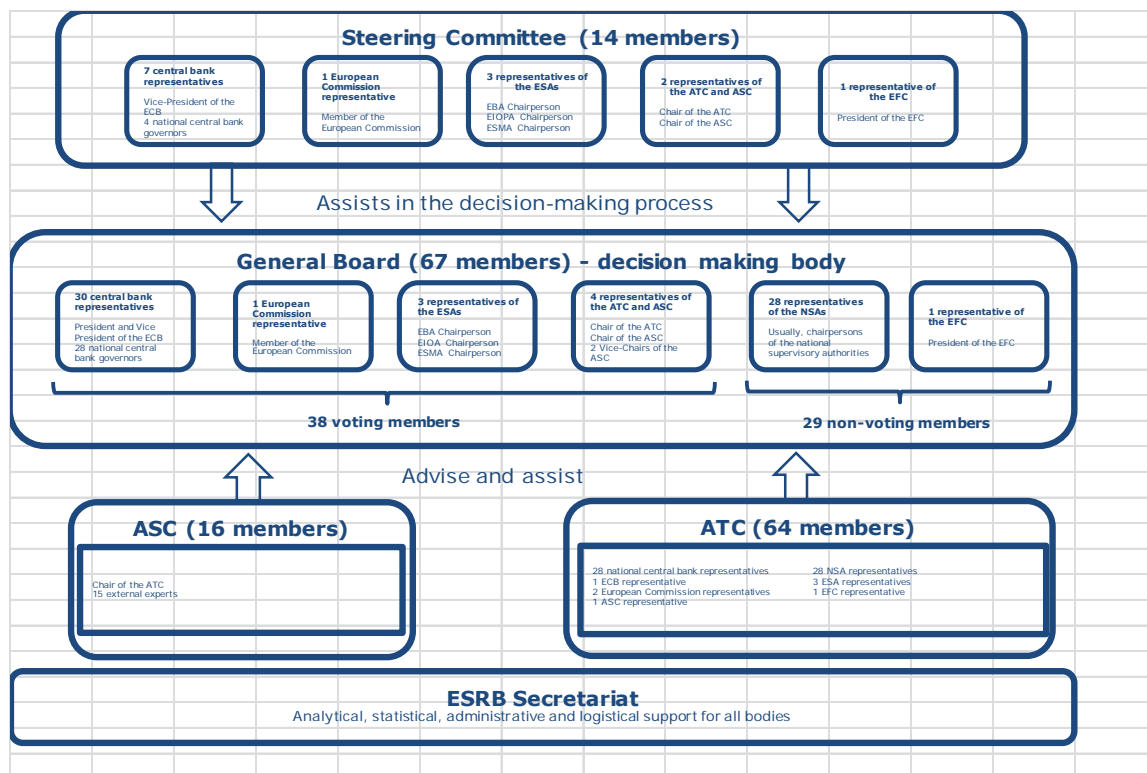 Steering Committee (14 members)
7 central bank
representatives
Vice-President of the
ECB
4 national central bank
governors
1 European
Commission
representative
Member of the
European Commission
3 representatives of
the ESAs
EBA Chairperson
EIOPA Chairperson
ESMA Chairperson
2 representatives of
the ATC and ASC
Chair of the ATC
Chair of the ASC
1 representative of
the EFC
President of the EFC
Assists in the decision-making process
General Board (67 members) - decision making body
30 central bank
representatives
President and Vice
President of the ECB
28 national central
bank governors
1 European
Commission
representative
Member of the
European Commission
3 representatives of
the ESAs
EBA Chairperson
EIOA Chairperson
ESMA Chairperson
4 representatives of
the ATC and ASC
Chair of the ATC
Chair of the ASC
2 Vice-Chairs of the
ASC
28 representatives
of the NSAs
Usually, chairpersons
of the national
supervisory authorities
1 representative of
the EFC
President of the EFC
38 voting members
29 non-voting members
Advise and assist
ASC (16 members)
Chair of the ATC
15 external experts
ATC (64 members)
28 national central bank representatives
1 ECB representative
2 European Commission representatives
1 ASC representative
28 NSA representatives
3 ESA representatives
1 EFC representative
ESRB Secretariat
Analytical, statistical, administrative and logistical support for all bodies